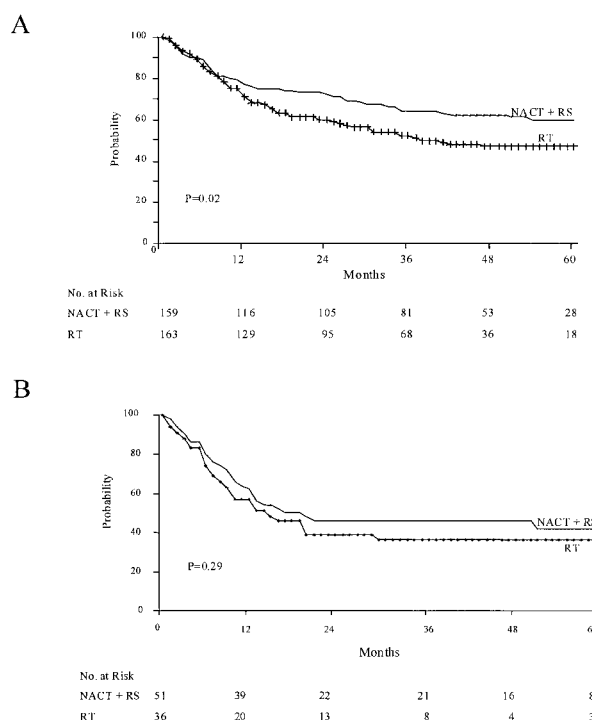 A
100
80
60
40
20
0
Probability
NACT + RS
RT
P=0.02
12 24 36 48 60
Months
No. at Risk
NACT + RS 159 116 105 81 53 28
RT 163 129 95 68 36 18
B
100
80
60
40
20
0
Probability
NACT + RS
RT
P=0.29
0 12 24 36 48 6
Months
No. at Risk
NACT + RS 51 39 22 21 16 8
RT 36 20 13 8 4 3